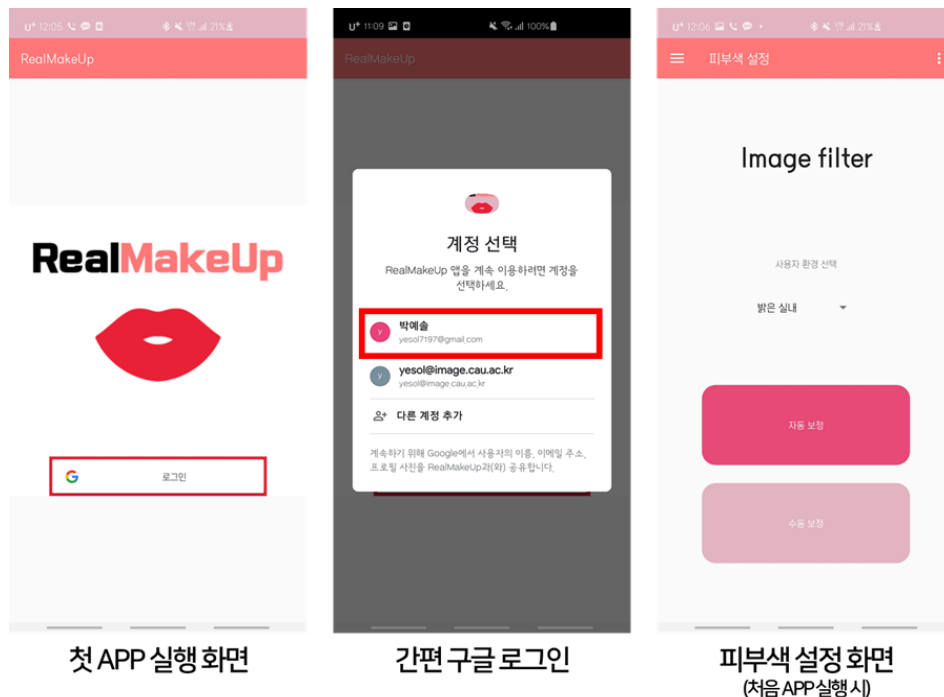 U+ 12:05 21%
RealMakeUp
RealMakeUp
로그인
첫 APP 실행 화면
U+ 11:09 100%
RealMakeUp
계정 선택
RealMakeUp 앱을 계속 이용하려면 계정을
선택하세요.
y 박예솔
yesol7197@gmail.com
y yesol@image.cau.ac.kr
yesol@image.cau.ac.kr
다른 계정 추가
계속하기 위해 Google에서 사용자의 이름, 이메일 주소,
프로필 사진을 RealMakeUp과(와) 공유합니다.
간편 구글 로그인
U+ 12:06 21%
피부색 설정
Image filter
사용자 환경 선택
밝은 실내
자동 보정
수동 보정
피부색 설정 화면
(처음 APP 실행 시)